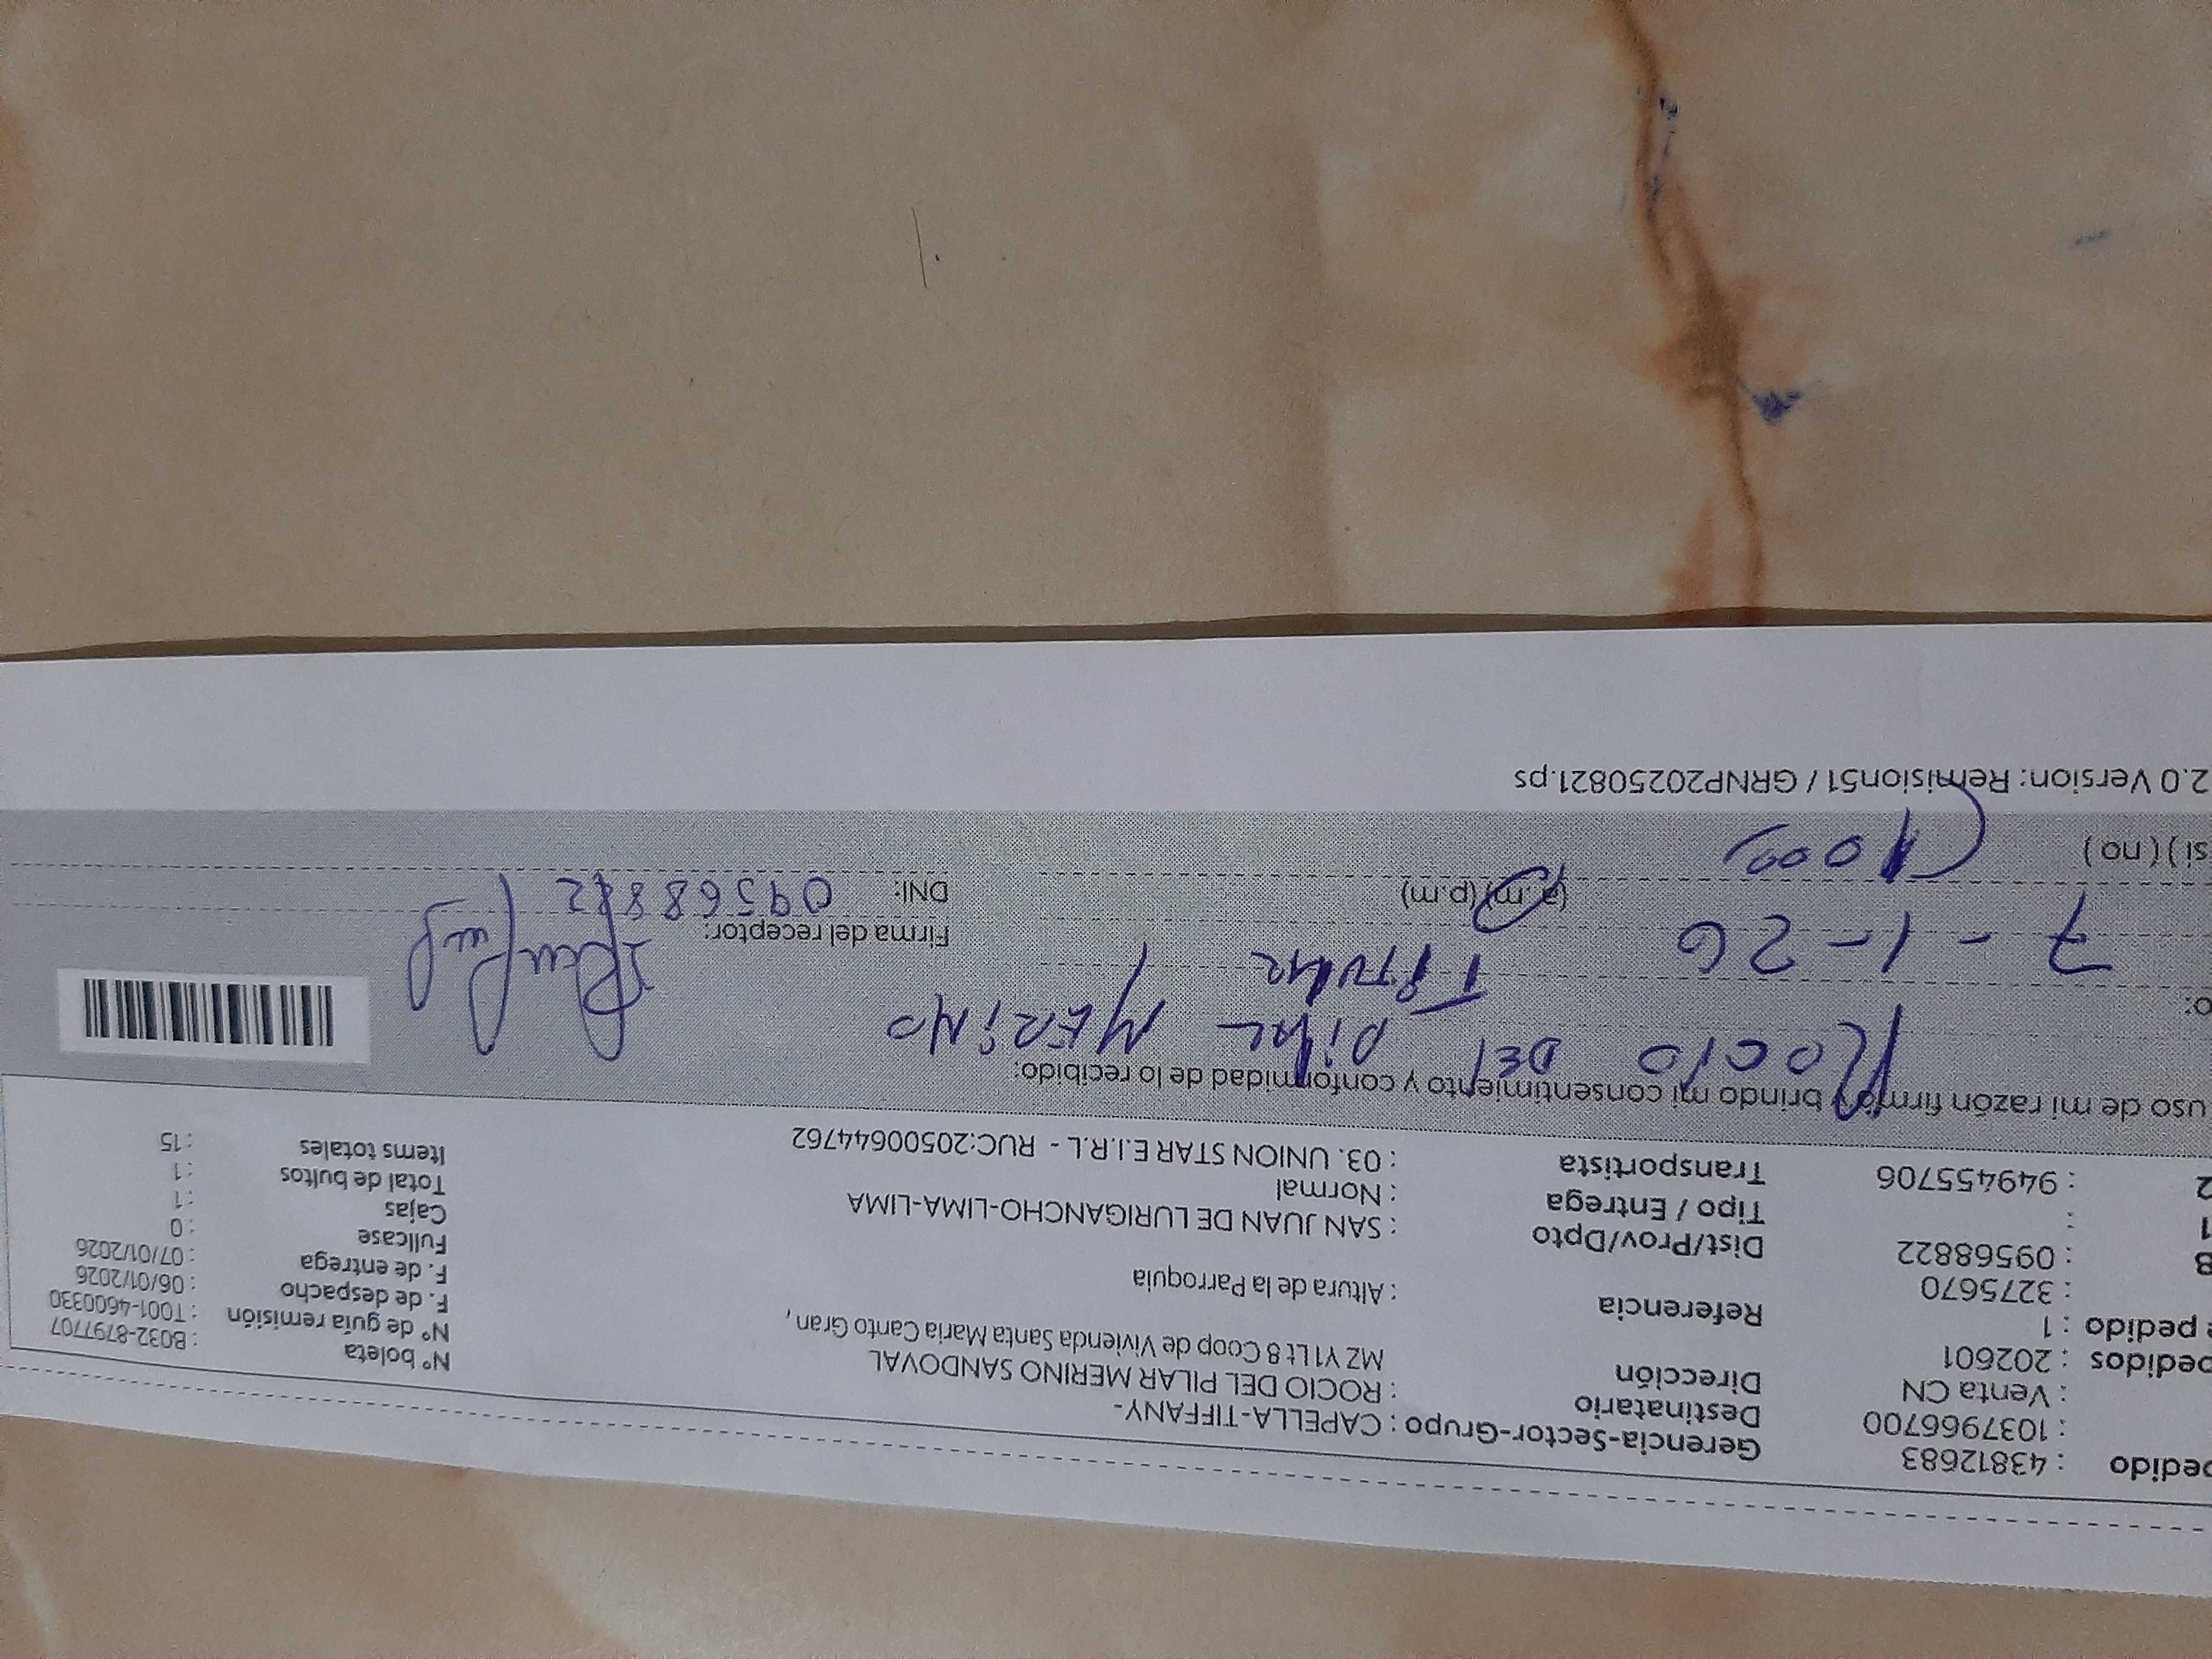 pedido : 43812683 Gerencia-Sector-Grupo : CAPELLA-TIFFANY-
: 1037966700 Destinatario : ROCIO DEL PILAR MERINO SANDOVAL Nº boleta : B032-8797707
: Venta CN Dirección MZ Y1 Lt 8 Coop de Vivienda Santa Maria Canto Gran , Nº de guía remisión : T001-4600330
pedidos : 202601 F. de despacho : 06/01/2026
e pedido : 1 Referencia : Altura de la Parroquia F. de entrega : 07/01/2026
: 3275670 Fullcase : 0
B : 09568822 Dist/Prov/Dpto : SAN JUAN DE LURIGANCHO-LIMA-LIMA Cajas : 1
1 : Tipo / Entrega : Normal Total de bultos : 1
2 : 949455706 Transportista : 03. UNION STAR E.I.R.L - RUC:20500644762 Items totales : 15
uso de mi razón firmo y brindo mi consentimiento y conformidad de lo recibido:
ROCIO DEL PILAR MERINO
o: TITULAR
7 - 1 - 26 Firma del receptor:
(a.m) (p.m) DNI: 09568822
si ) ( no ) 1000
2.0 Version: Remision51 / GRNP20250821.ps